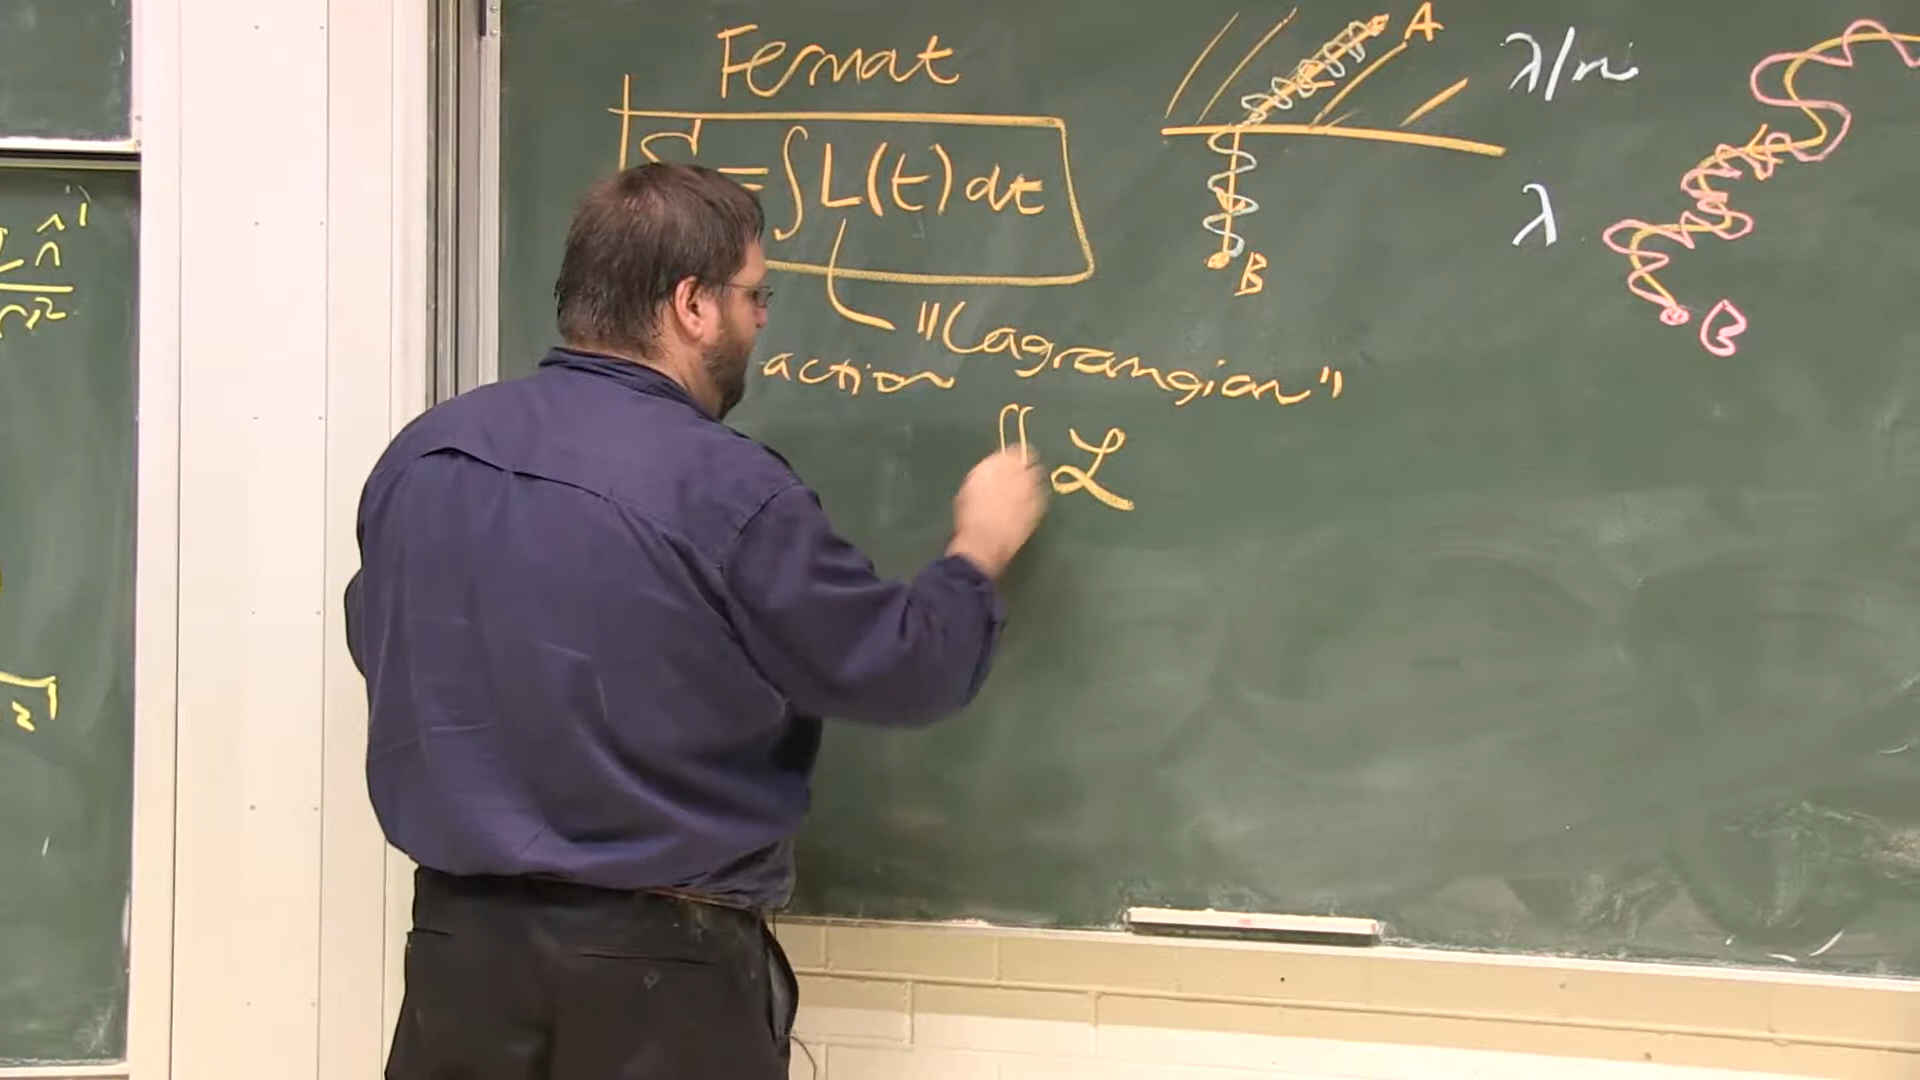 Fermat
S = ∫L(t)dt
"Lagrangian"
action
∬ ℒ
A
B
λ/n
λ
B
n̂